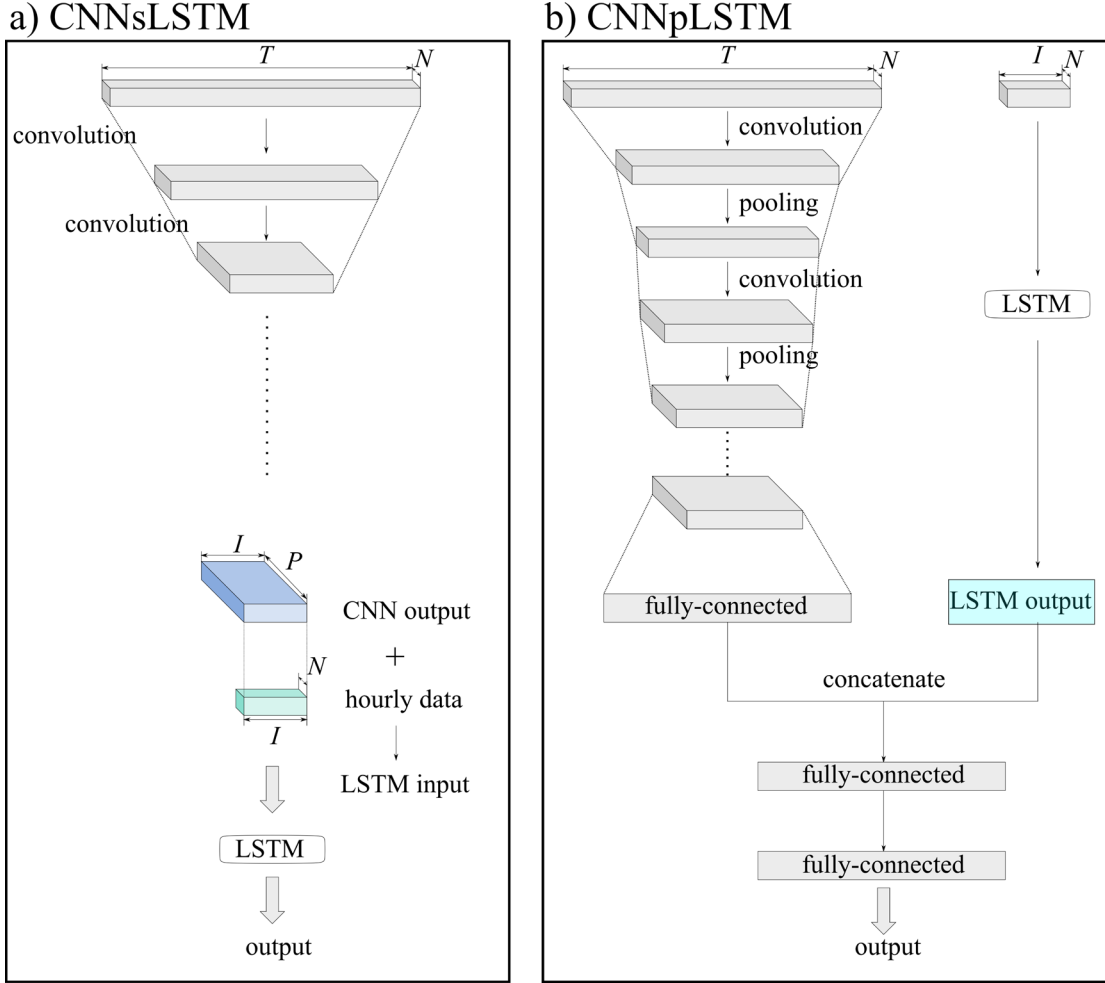 a) CNNsLSTM
T
N
convolution
convolution
I
P
CNN output
+
N
hourly data
I
LSTM input
LSTM
output
b) CNNpLSTM
T
N
I
N
convolution
pooling
convolution
LSTM
pooling
fully-connected
LSTM output
concatenate
fully-connected
fully-connected
output